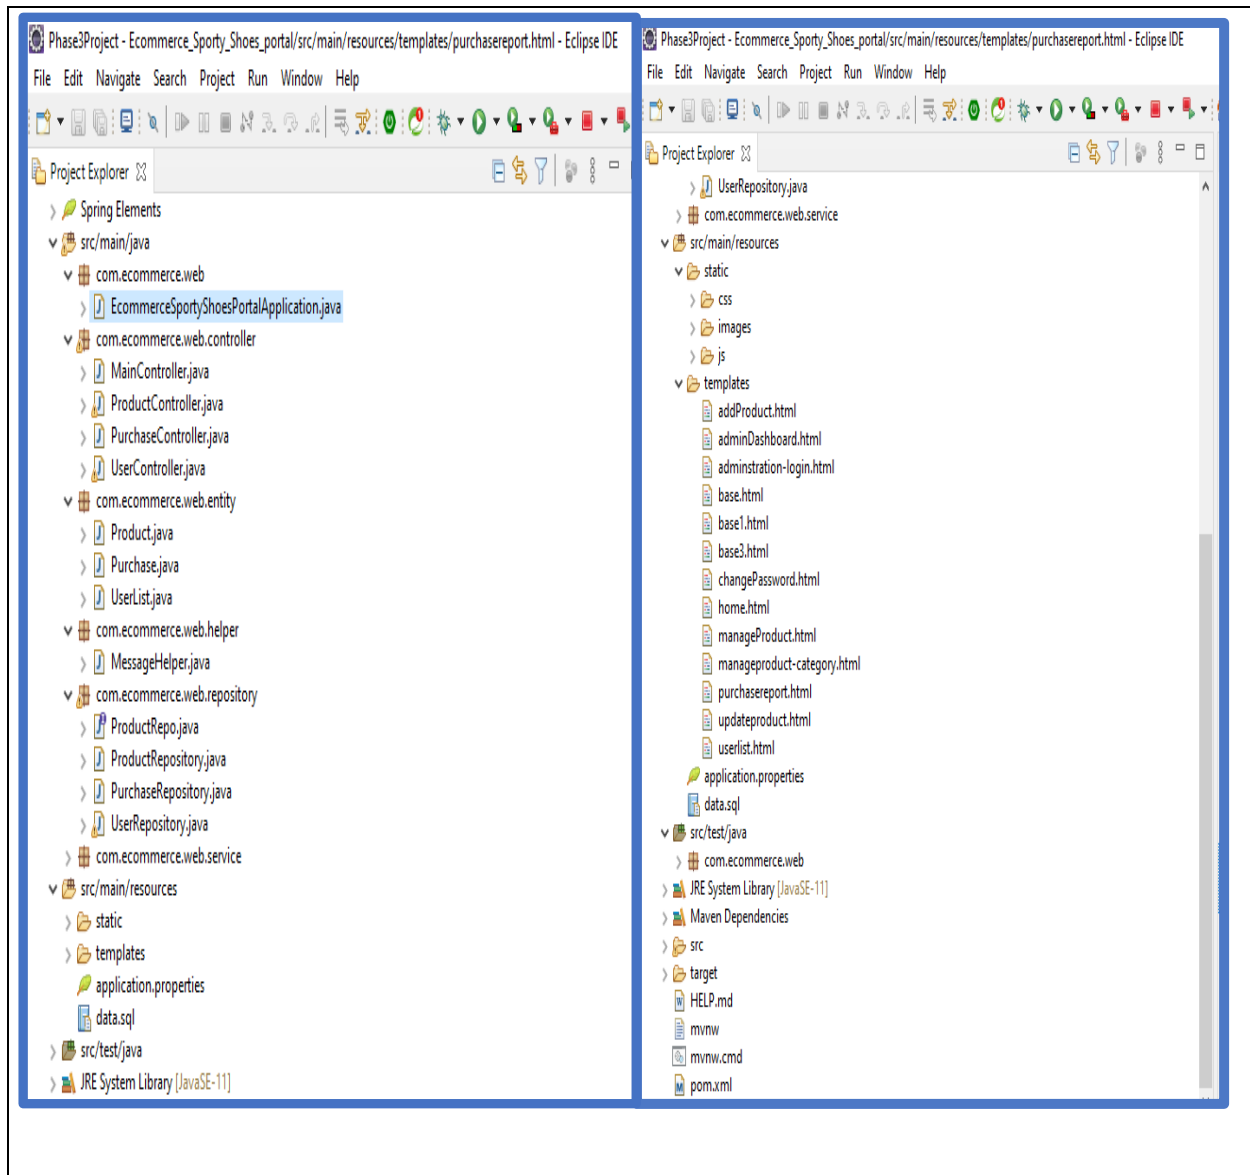 Phase3Project - Ecommerce_Sporty_Shoes_portal/src/main/resources/templates/purchasereport.html - Eclipse IDE
File Edit Navigate Search Project Run Window Help
Project Explorer
Spring Elements
src/main/java
com.ecommerce.web
EcommerceSportyShoesPortalApplication.java
com.ecommerce.web.controller
MainController.java
ProductController.java
PurchaseController.java
UserController.java
com.ecommerce.web.entity
Product.java
Purchase.java
UserList.java
com.ecommerce.web.helper
MessageHelper.java
com.ecommerce.web.repository
ProductRepo.java
ProductRepository.java
PurchaseRepository.java
UserRepository.java
com.ecommerce.web.service
src/main/resources
static
templates
application.properties
data.sql
src/test/java
JRE System Library [JavaSE-11]
Phase3Project - Ecommerce_Sporty_Shoes_portal/src/main/resources/templates/purchasereport.html - Eclipse IDE
File Edit Navigate Search Project Run Window Help
Project Explorer
UserRepository.java
com.ecommerce.web.service
src/main/resources
static
css
images
js
templates
addProduct.html
adminDashboard.html
adminstration-login.html
base.html
base1.html
base3.html
changePassword.html
home.html
manageProduct.html
manageproduct-category.html
purchasereport.html
updateproduct.html
userlist.html
application.properties
data.sql
src/test/java
com.ecommerce.web
JRE System Library [JavaSE-11]
Maven Dependencies
src
target
HELP.md
mvnw
mvnw.cmd
pom.xml